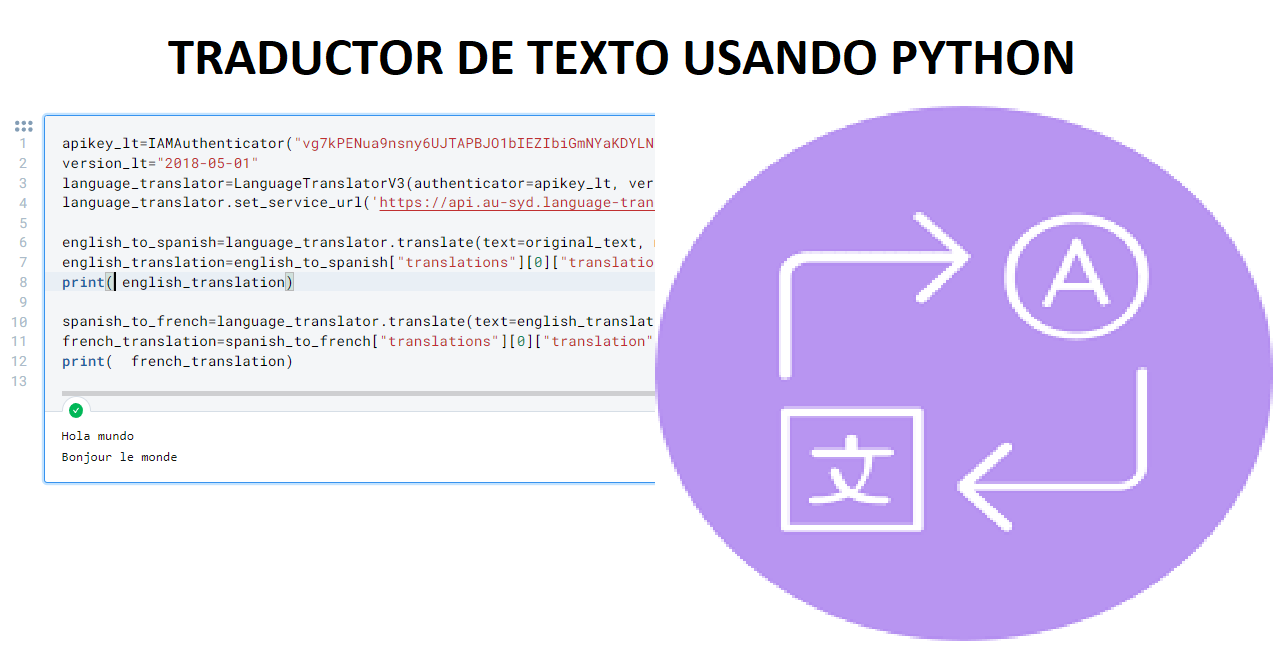 TRADUCTOR DE TEXTO USANDO PYTHON
1 apikey_lt=IAMAuthenticator("vg7kPENua9nsny6UJTAPBJO1bIEZIbiGmNYaKDYLN
2 version_lt="2018-05-01"
3 language_translator=LanguageTranslatorV3(authenticator=apikey_lt, ver
4 language_translator.set_service_url('https://api.au-syd.language-tran
5
6 english_to_spanish=language_translator.translate(text=original_text,
7 english_translation=english_to_spanish["translations"][0]["translatio
8 print( english_translation)
9
10 spanish_to_french=language_translator.translate(text=english_translat
11 french_translation=spanish_to_french["translations"][0]["translation"
12 print(  french_translation)
13
Hola mundo
Bonjour le monde
A
文